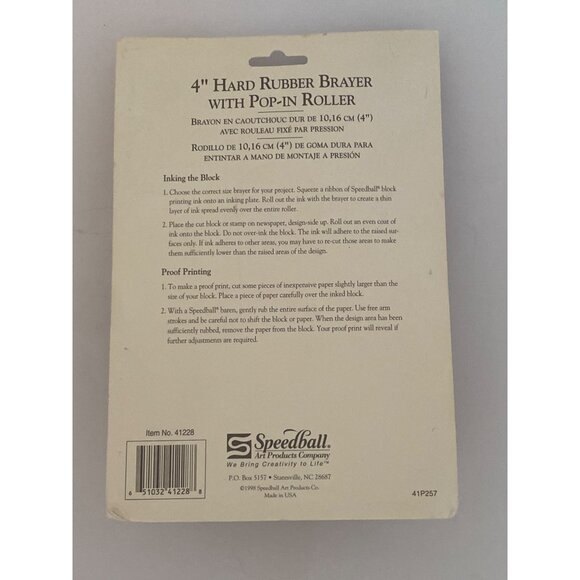 4" Hard Rubber Brayer
with Pop-in Roller
Brayon en caoutchouc dur de 10,16 cm (4")
avec rouleau fixé par pression
Rodillo de 10,16 cm (4") de goma dura para
entintar a mano de montaje a presión
Inking the Block
1. Choose the correct size brayer for your project. Squeeze a ribbon of Speedball® block
printing ink onto an inking plate. Roll out the ink with the brayer to create a thin
layer of ink spread evenly over the entire roller.
2. Place the cut block or stamp on newspaper, design-side up. Roll out an even coat of
ink onto the block. Do not over-ink the block. The ink will adhere to the raised sur-
faces only. If ink adheres to other areas, you may have to re-cut those areas to make
them sufficiently lower than the raised areas of the design.
Proof Printing
1. To make a proof print, cut some pieces of inexpensive paper slightly larger than the
size of your block. Place a piece of paper carefully over the inked block.
2. With a Speedball® baren, gently rub the entire surface of the paper. Use free arm
strokes and be careful not to shift the block or paper. When the design area has been
sufficiently rubbed, remove the paper from the block. Your proof print will reveal if
further adjustments are required.
Item No. 41228
6 51032 41228 8
Speedball®
Art Products Company
We Bring Creativity to Life™
P.O. Box 5157 • Statesville, NC 28687
©1998 Speedball Art Products Co.
Made in USA
41P257